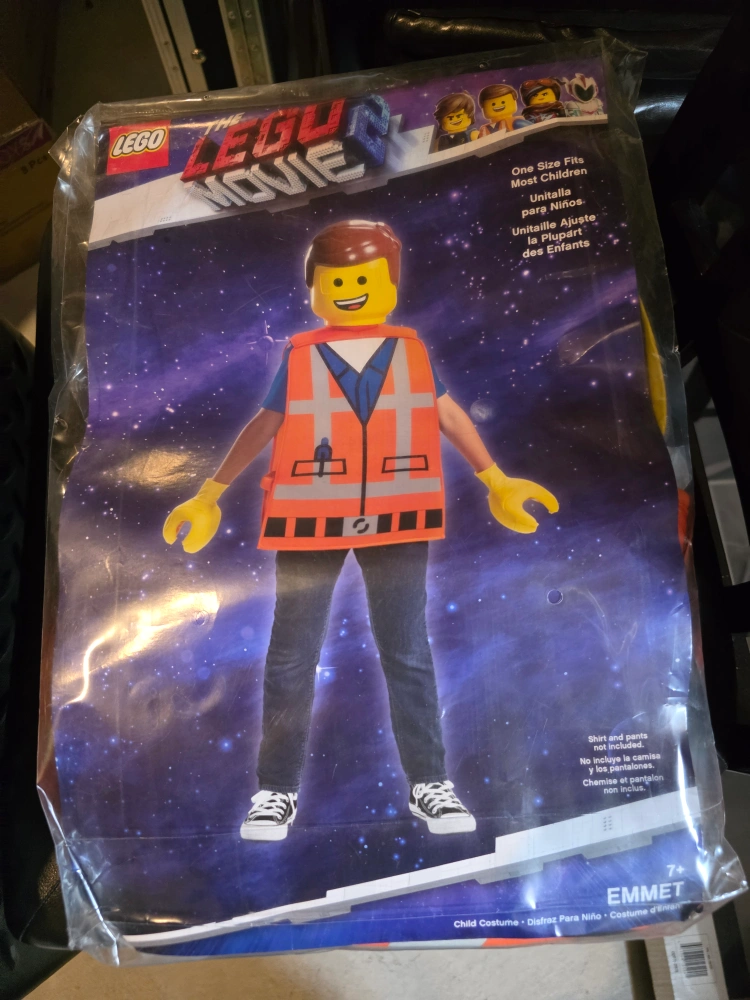 LEGO
THE
LEGO
MOVIE 2
One Size Fits
Most Children
Unitalla
para Niños
Unitaille Ajuste
la Plupart
des Enfants
Shirt and pants
not included.
No incluye la camisa
y los pantalones.
Chemise et pantalon
non inclus.
7+
EMMET
Child Costume • Disfraz Para Niño • Costume d'Enfant